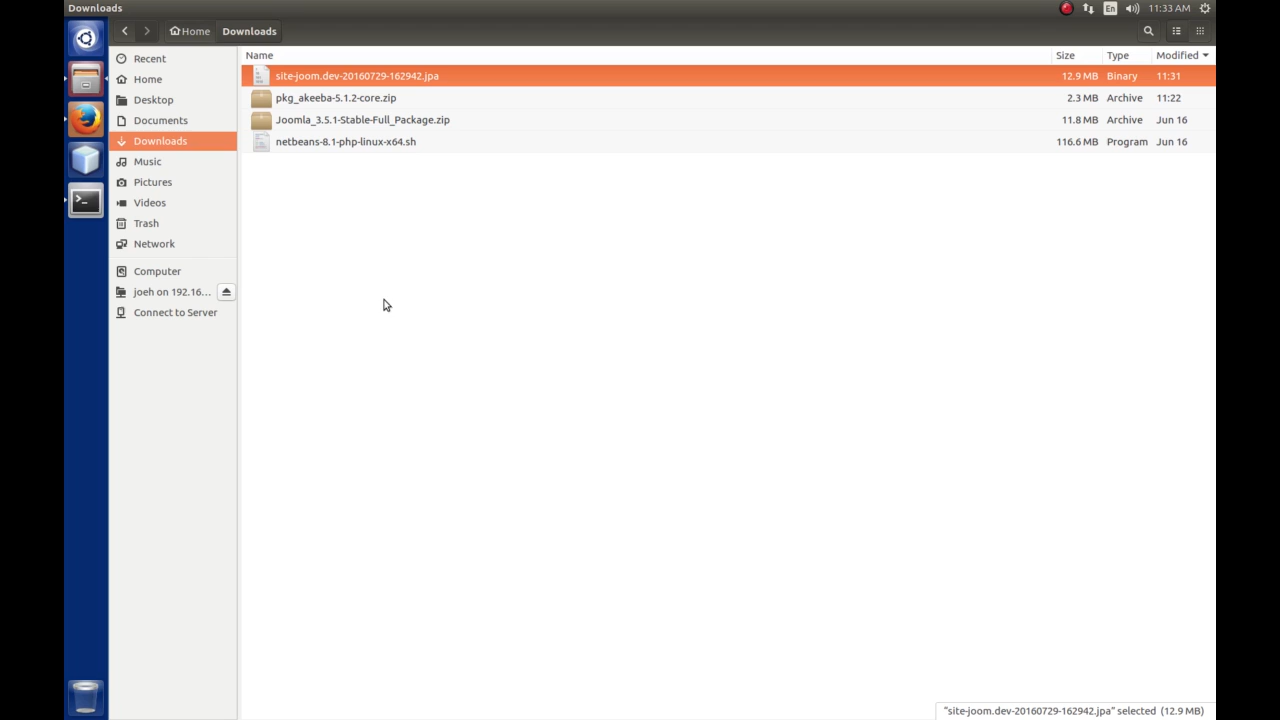 Downloads
En
11:33 AM
Home
Downloads
Recent
Home
Desktop
Documents
Downloads
Music
Pictures
Videos
Trash
Network
Computer
joeh on 192.16...
Connect to Server
Name Size Type Modified
site-joom.dev-20160729-162942.jpa 12.9 MB Binary 11:31
pkg_akeeba-5.1.2-core.zip 2.3 MB Archive 11:22
Joomla_3.5.1-Stable-Full_Package.zip 11.8 MB Archive Jun 16
netbeans-8.1-php-linux-x64.sh 116.6 MB Program Jun 16
"site-joom.dev-20160729-162942.jpa" selected (12.9 MB)